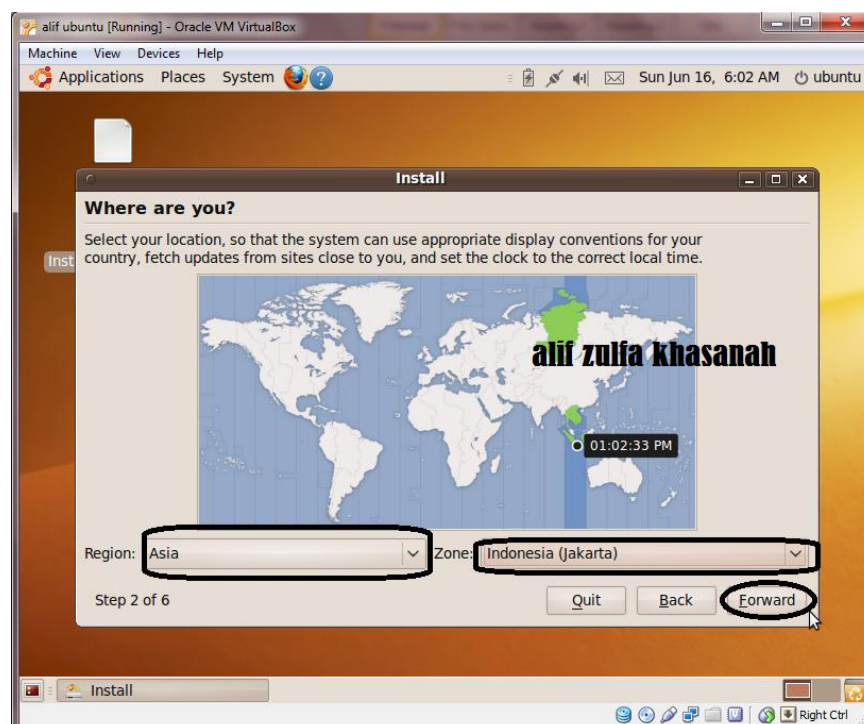 alif ubuntu [Running] - Oracle VM VirtualBox
Machine View Devices Help
Applications Places System ? Sun Jun 16, 6:02 AM ubuntu
Install
Where are you?
Select your location, so that the system can use appropriate display conventions for your
Inst country, fetch updates from sites close to you, and set the clock to the correct local time.
alif zulfa khasanah
01:02:33 PM
Region: Asia Zone: Indonesia (Jakarta)
Step 2 of 6 Quit Back Forward
Install
Right Ctrl